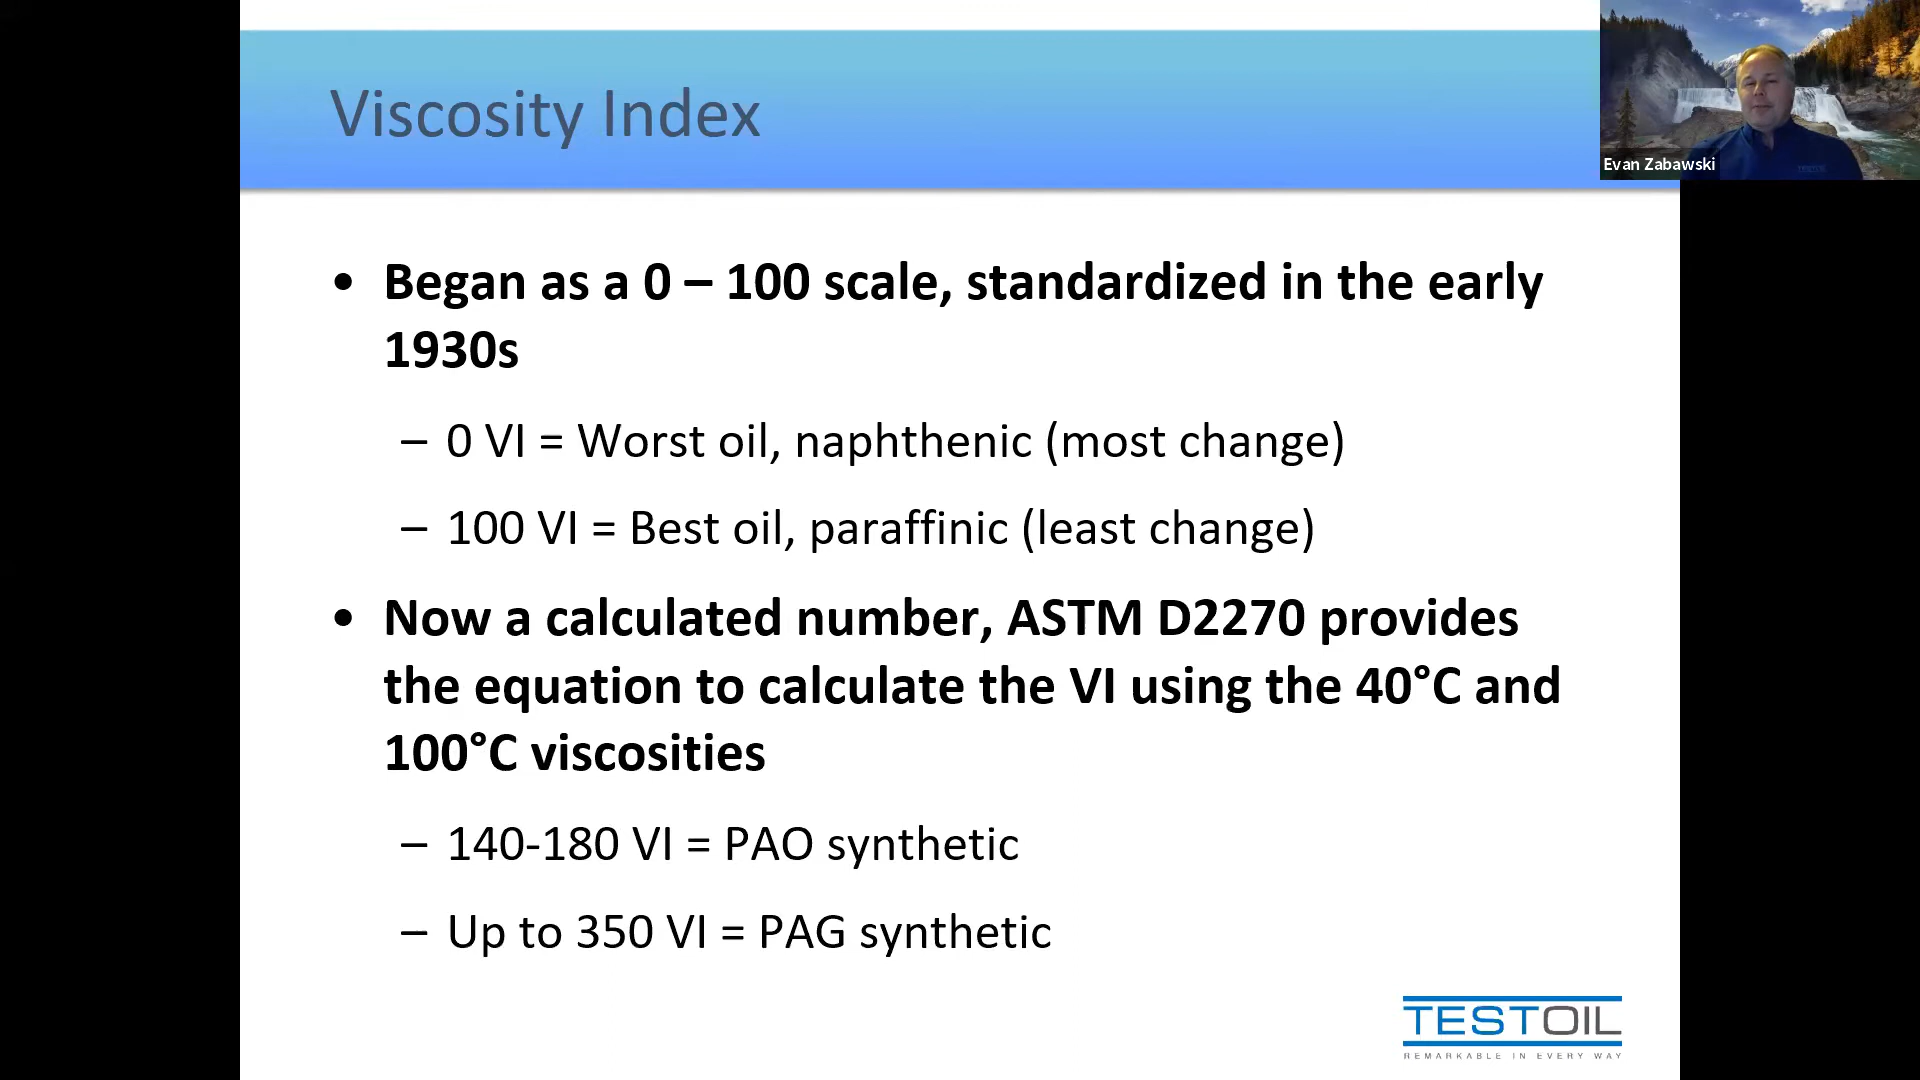 Viscosity Index
Evan Zabawski
• Began as a 0 – 100 scale, standardized in the early
1930s
– 0 VI = Worst oil, naphthenic (most change)
– 100 VI = Best oil, paraffinic (least change)
• Now a calculated number, ASTM D2270 provides
the equation to calculate the VI using the 40°C and
100°C viscosities
– 140-180 VI = PAO synthetic
– Up to 350 VI = PAG synthetic
TESTOIL
REMARKABLE IN EVERY WAY